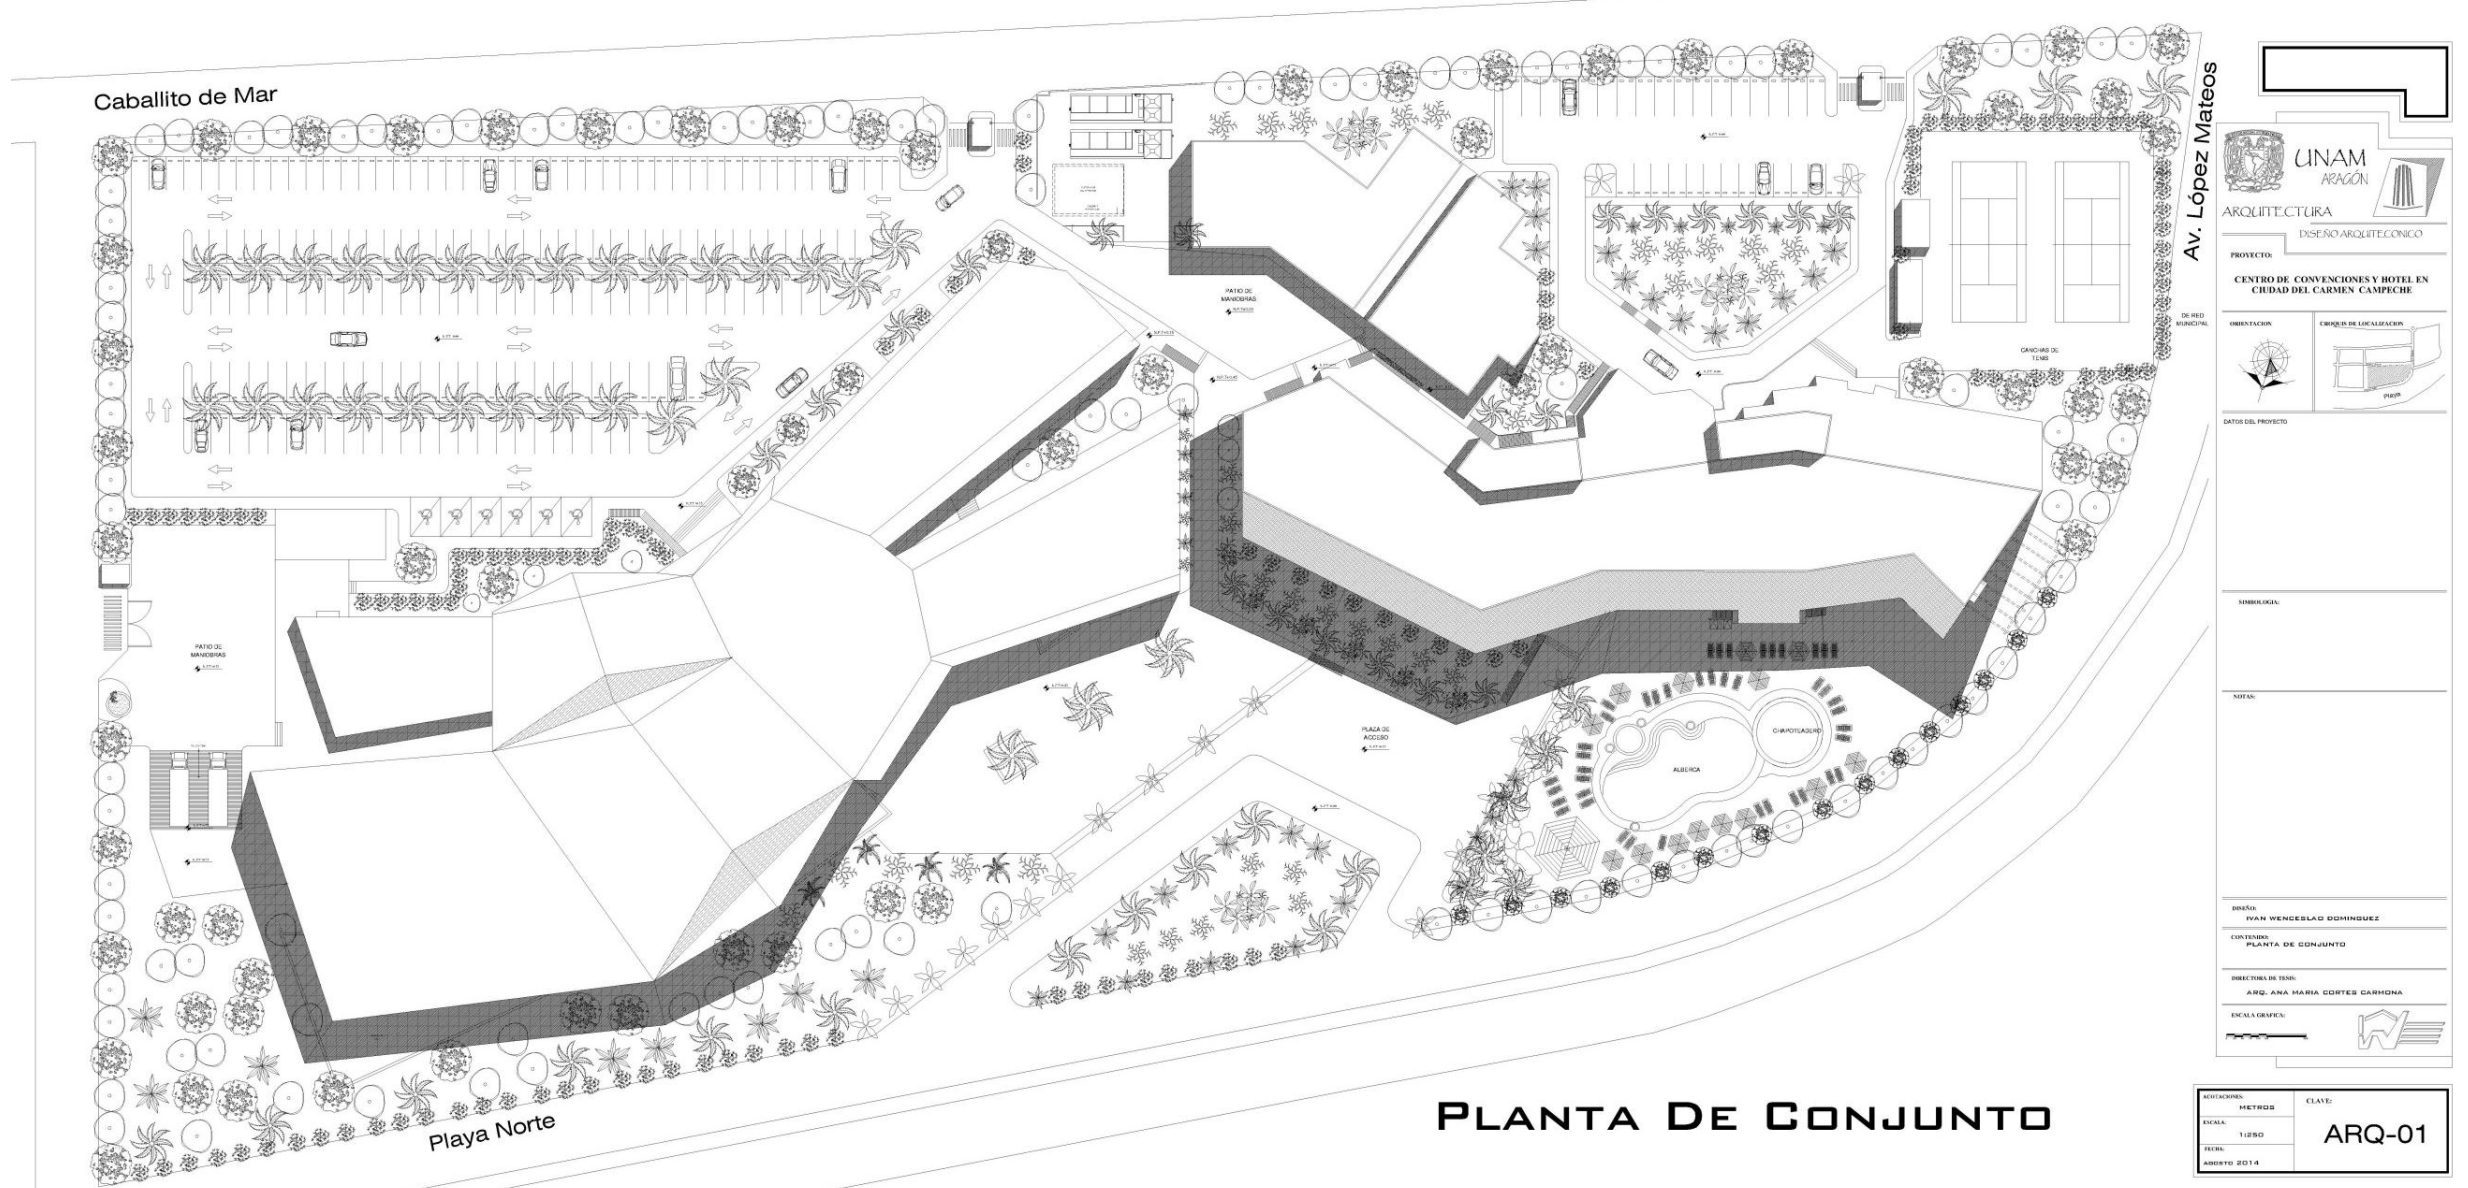 Caballito de Mar
Av. López Mateos
PATIO DE
MANIOBRAS
DE RED
MUNICIPAL
CANCHAS DE
TENIS
PATIO DE
MANIOBRAS
PLAZA DE
ACCESO
CHAPOTEADERO
ALBERCA
Playa Norte
PLANTA DE CONJUNTO
UNAM
ARAGÓN
ARQUITECTURA
DISEÑO ARQUITECONICO
PROYECTO:
CENTRO DE CONVENCIONES Y HOTEL EN
CIUDAD DEL CARMEN CAMPECHE
ORIENTACION
CROQUIS DE LOCALIZACION
Playa
DATOS DEL PROYECTO
SIMBOLOGIA:
NOTAS:
DISEÑO:
IVAN WENCESLAO DOMINGUEZ
CONTENIDO:
PLANTA DE CONJUNTO
DIRECTORA DE TESIS:
ARQ. ANA MARIA CORTES CARMONA
ESCALA GRAFICA:
ACOTACIONES:
METROS
ESCALA:
1:250
FECHA:
AGOSTO 2014
CLAVE:
ARQ-01